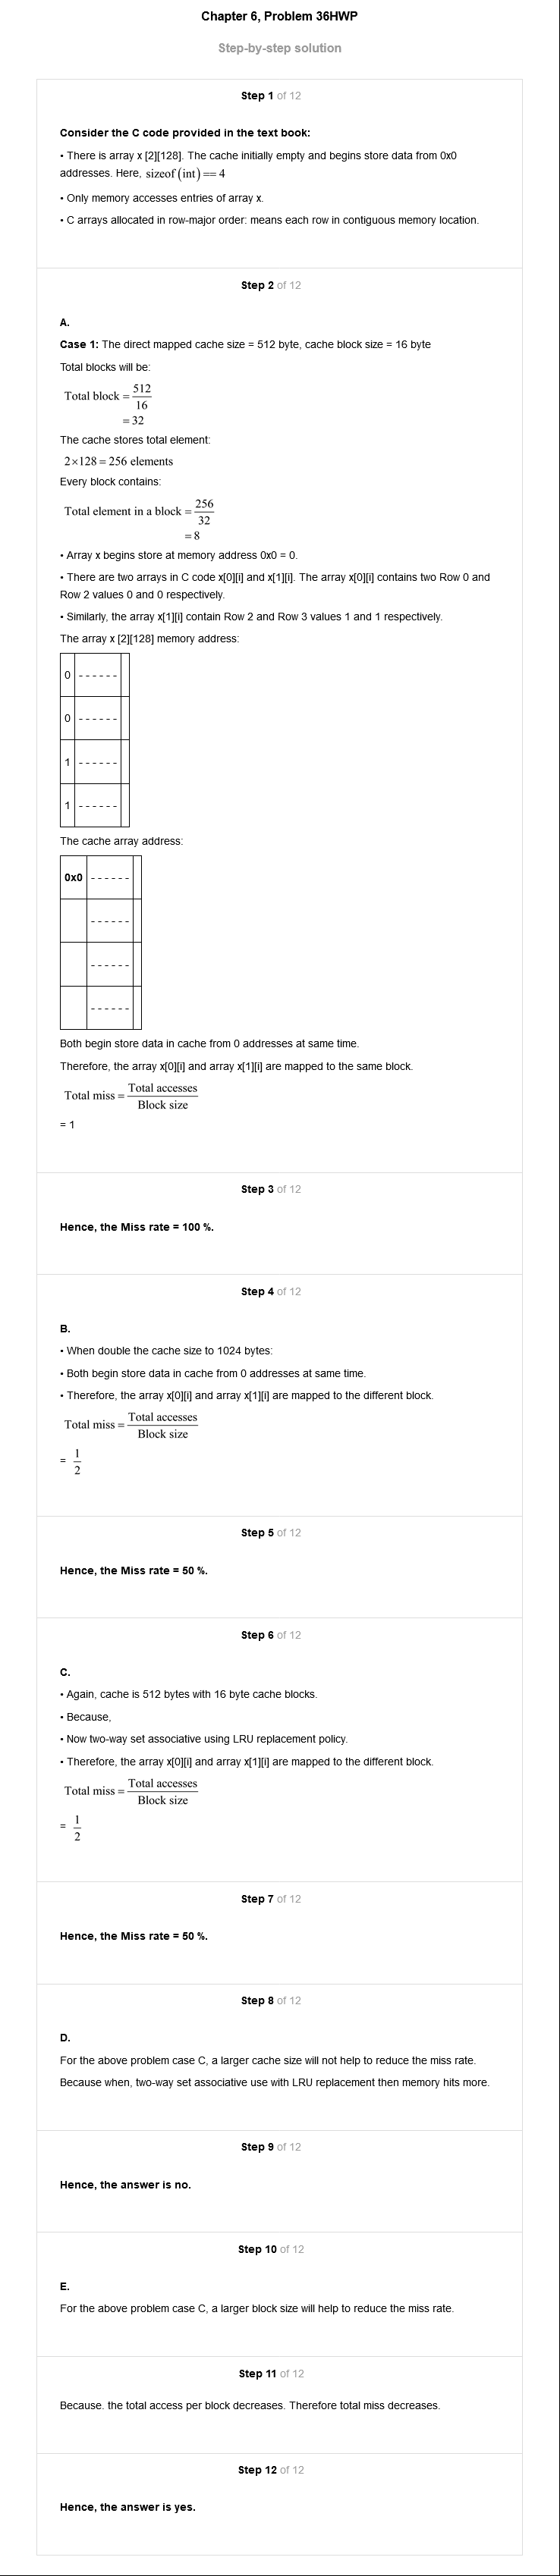 Chapter 6, Problem 36HWP
Step-by-step solution
Step 1 of 12
Consider the C code provided in the text book:
• There is array x [2][128]. The cache initially empty and begins store data from 0x0
addresses. Here, sizeof (int) == 4
• Only memory accesses entries of array x.
• C arrays allocated in row-major order: means each row in contiguous memory location.
Step 2 of 12
A.
Case 1: The direct mapped cache size = 512 byte, cache block size = 16 byte
Total blocks will be:
Total block = 512/16
= 32
The cache stores total element:
2×128 = 256 elements
Every block contains:
Total element in a block = 256/32
= 8
• Array x begins store at memory address 0x0 = 0.
• There are two arrays in C code x[0][i] and x[1][i]. The array x[0][i] contains two Row 0 and
Row 2 values 0 and 0 respectively.
• Similarly, the array x[1][i] contain Row 2 and Row 3 values 1 and 1 respectively.
The array x [2][128] memory address:
0 ------
0 ------
1 ------
1 ------
The cache array address:
0x0 ------
------
------
------
Both begin store data in cache from 0 addresses at same time.
Therefore, the array x[0][i] and array x[1][i] are mapped to the same block.
Total miss = Total accesses/Block size
= 1
Step 3 of 12
Hence, the Miss rate = 100 %.
Step 4 of 12
B.
• When double the cache size to 1024 bytes:
• Both begin store data in cache from 0 addresses at same time.
• Therefore, the array x[0][i] and array x[1][i] are mapped to the different block.
Total miss = Total accesses/Block size
= 1/2
Step 5 of 12
Hence, the Miss rate = 50 %.
Step 6 of 12
C.
• Again, cache is 512 bytes with 16 byte cache blocks.
• Because,
• Now two-way set associative using LRU replacement policy.
• Therefore, the array x[0][i] and array x[1][i] are mapped to the different block.
Total miss = Total accesses/Block size
= 1/2
Step 7 of 12
Hence, the Miss rate = 50 %.
Step 8 of 12
D.
For the above problem case C, a larger cache size will not help to reduce the miss rate.
Because when, two-way set associative use with LRU replacement then memory hits more.
Step 9 of 12
Hence, the answer is no.
Step 10 of 12
E.
For the above problem case C, a larger block size will help to reduce the miss rate.
Step 11 of 12
Because. the total access per block decreases. Therefore total miss decreases.
Step 12 of 12
Hence, the answer is yes.